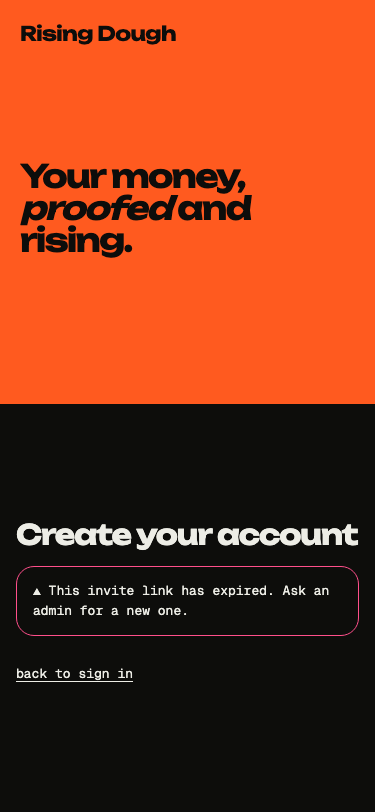 Rising Dough
Your money,
proofed and
rising.
Create your account
▲ This invite link has expired. Ask an
admin for a new one.
back to sign in